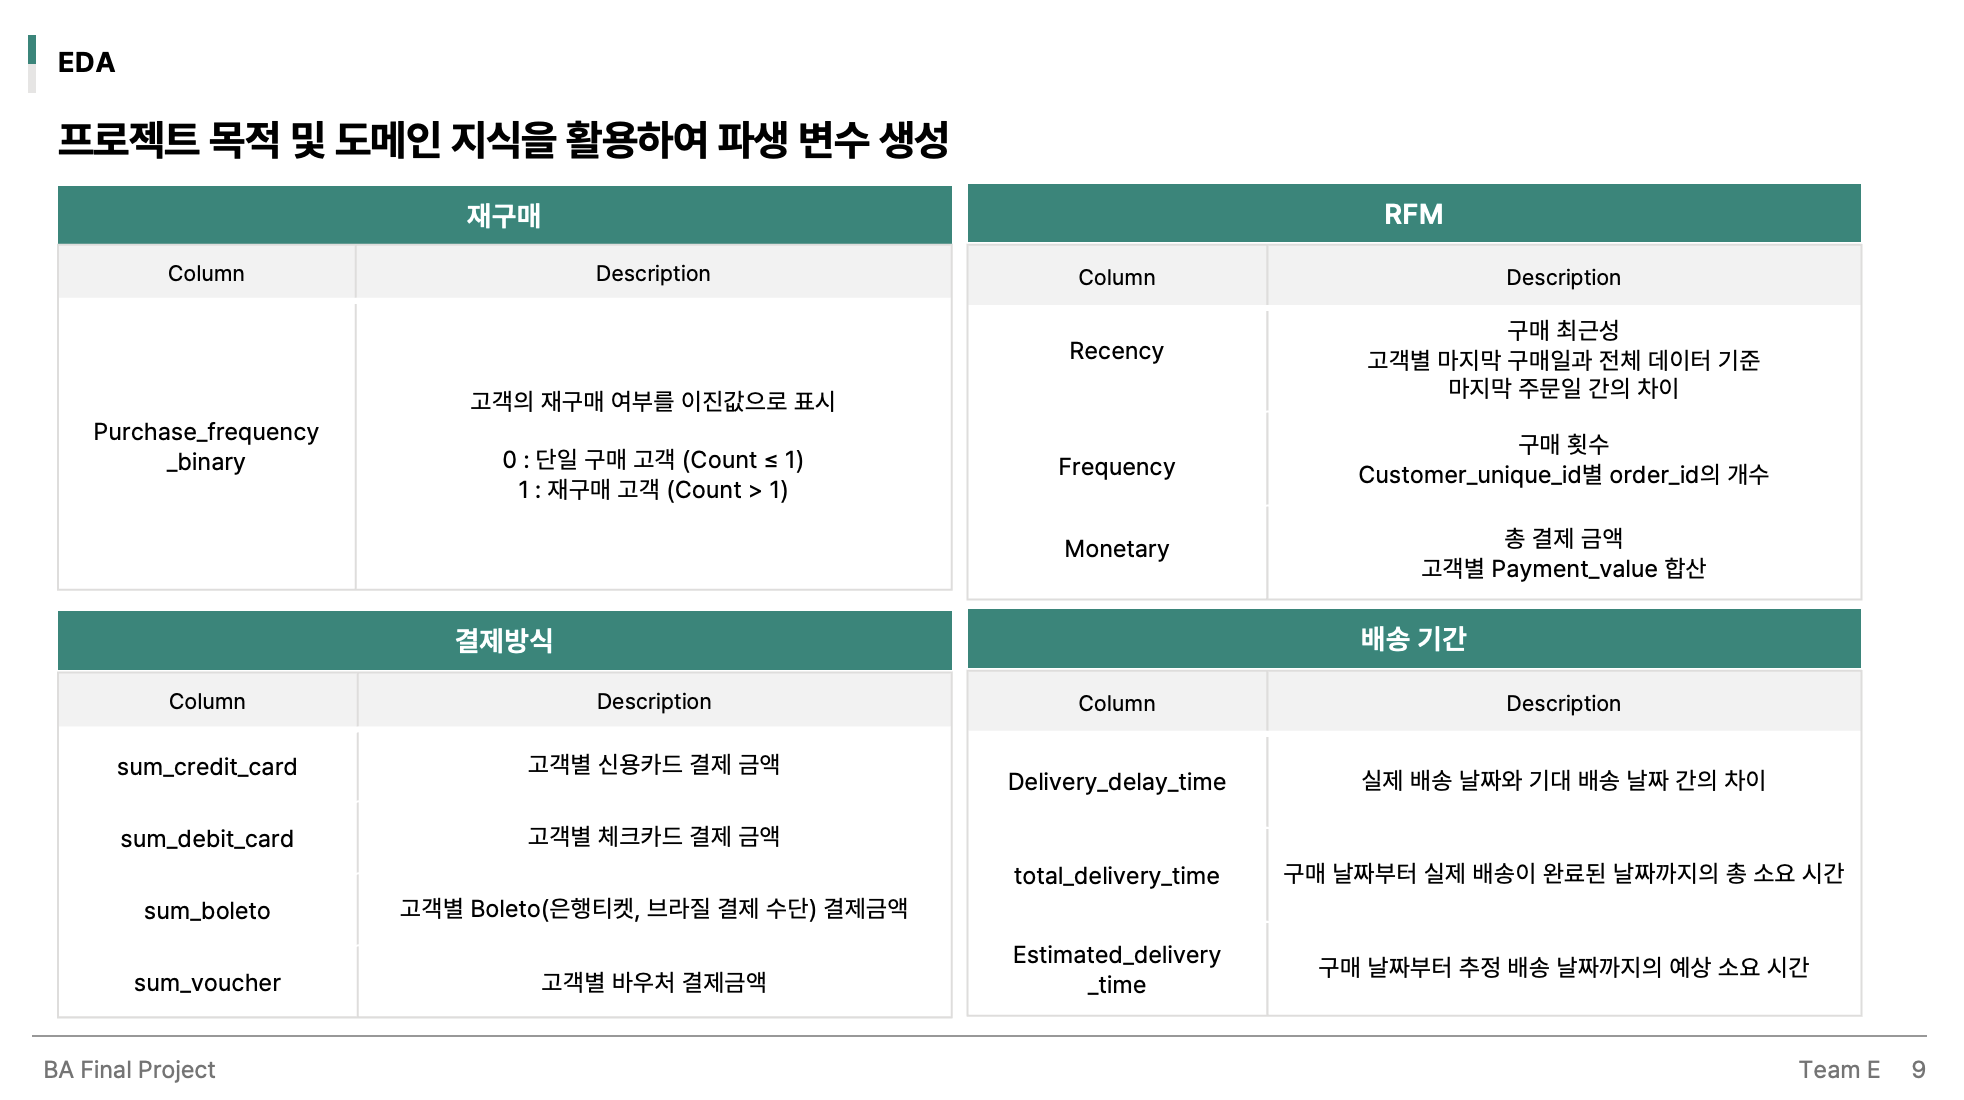 EDA
프로젝트 목적 및 도메인 지식을 활용하여 파생 변수 생성
재구매
Column
Description
Purchase_frequency
_binary
고객의 재구매 여부를 이진값으로 표시
0 : 단일 구매 고객 (Count ≤ 1)
1 : 재구매 고객 (Count > 1)
RFM
Column
Description
Recency
구매 최근성
고객별 마지막 구매일과 전체 데이터 기준
마지막 주문일 간의 차이
Frequency
구매 횟수
Customer_unique_id별 order_id의 개수
Monetary
총 결제 금액
고객별 Payment_value 합산
결제방식
Column
Description
sum_credit_card
고객별 신용카드 결제 금액
sum_debit_card
고객별 체크카드 결제 금액
sum_boleto
고객별 Boleto(은행티켓, 브라질 결제 수단) 결제금액
sum_voucher
고객별 바우처 결제금액
배송 기간
Column
Description
Delivery_delay_time
실제 배송 날짜와 기대 배송 날짜 간의 차이
total_delivery_time
구매 날짜부터 실제 배송이 완료된 날짜까지의 총 소요 시간
Estimated_delivery
_time
구매 날짜부터 추정 배송 날짜까지의 예상 소요 시간
BA Final Project
Team E
9